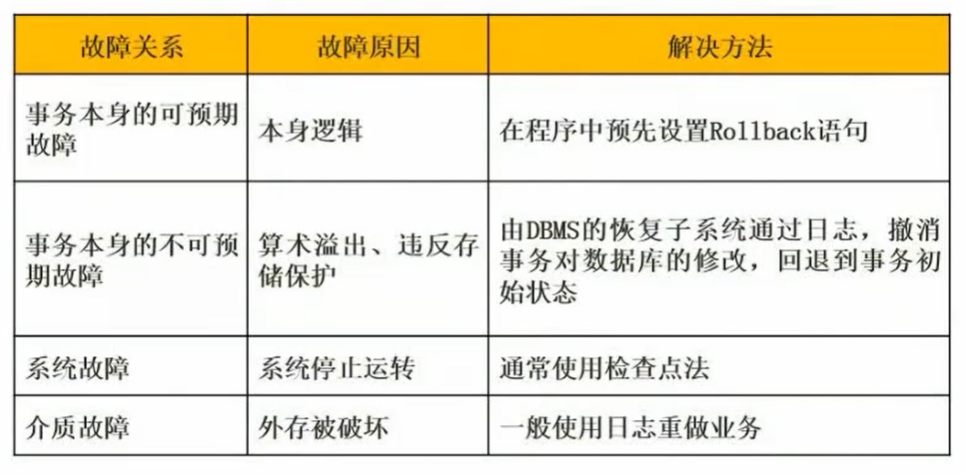 故障关系
故障原因
解决方法
事务本身的可预期
故障
本身逻辑
在程序中预先设置Rollback语句
事务本身的不可预
期故障
算术溢出、违反存
储保护
由DBMS的恢复子系统通过日志，撤消
事务对数据库的修改，回退到事务初
始状态
系统故障
系统停止运转
通常使用检查点法
介质故障
外存被破坏
一般使用日志重做业务